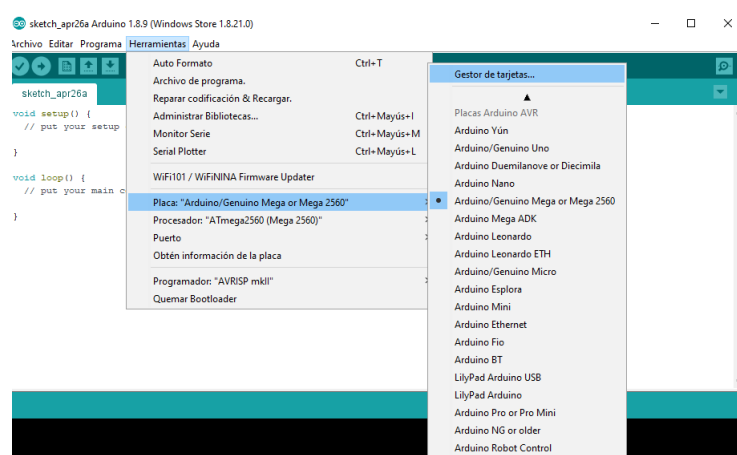 sketch_apr26a Arduino 1.8.9 (Windows Store 1.8.21.0)
Archivo Editar Programa Herramientas Ayuda
sketch_apr26a
void setup() {
// put your setup
}
void loop() {
// put your main c
}
Auto Formato Ctrl+T
Archivo de programa.
Reparar codificación & Recargar.
Administrar Bibliotecas... Ctrl+Mayús+I
Monitor Serie Ctrl+Mayús+M
Serial Plotter Ctrl+Mayús+L
WiFi101 / WiFiNINA Firmware Updater
Placa: "Arduino/Genuino Mega or Mega 2560"
Procesador: "ATmega2560 (Mega 2560)"
Puerto
Obtén información de la placa
Programador: "AVRISP mkII"
Quemar Bootloader
Gestor de tarjetas...
Placas Arduino AVR
Arduino Yún
Arduino/Genuino Uno
Arduino Duemilanove or Diecimila
Arduino Nano
Arduino/Genuino Mega or Mega 2560
Arduino Mega ADK
Arduino Leonardo
Arduino Leonardo ETH
Arduino/Genuino Micro
Arduino Esplora
Arduino Mini
Arduino Ethernet
Arduino Fio
Arduino BT
LilyPad Arduino USB
LilyPad Arduino
Arduino Pro or Pro Mini
Arduino NG or older
Arduino Robot Control